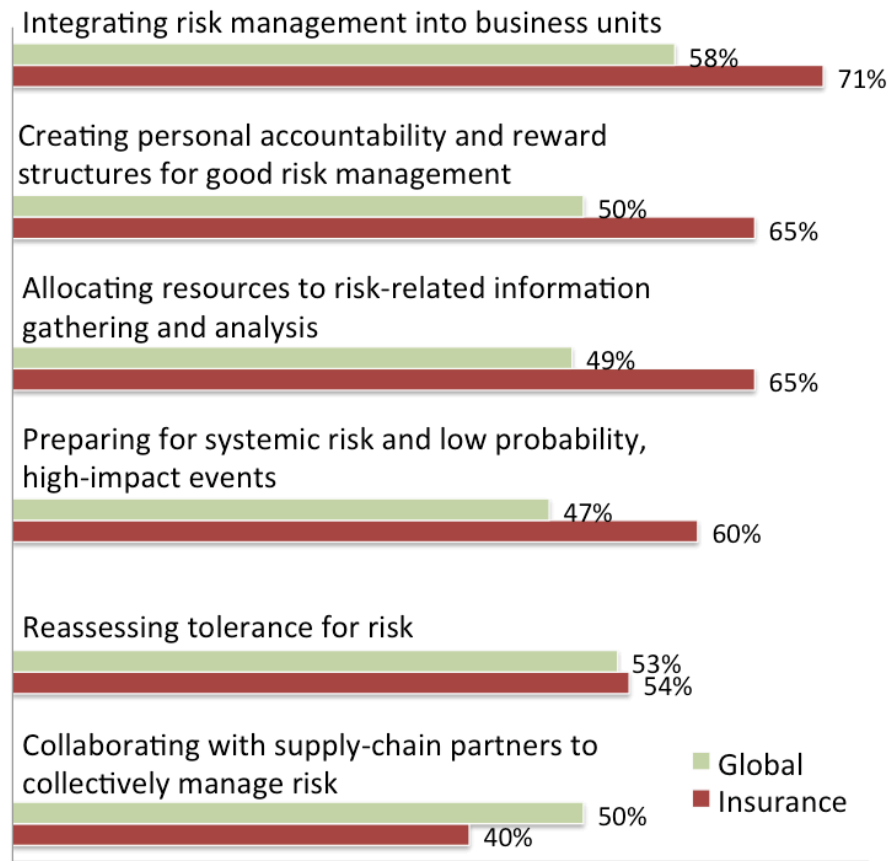 Integrating risk management into business units
58%
71%
Creating personal accountability and reward
structures for good risk management
50%
65%
Allocating resources to risk-related information
gathering and analysis
49%
65%
Preparing for systemic risk and low probability,
high-impact events
47%
60%
Reassessing tolerance for risk
53%
54%
Collaborating with supply-chain partners to
collectively manage risk
50%
40%
Global
Insurance